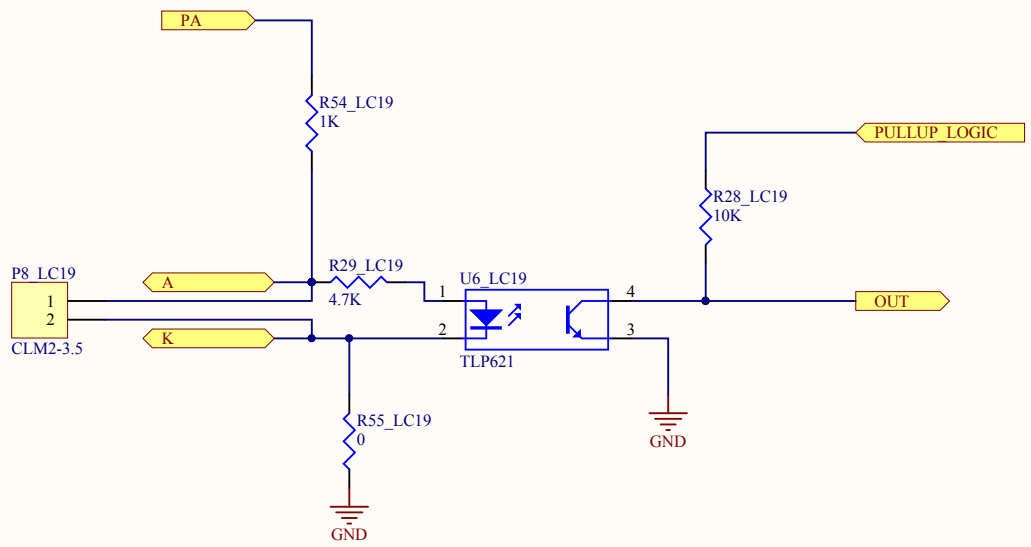 PA
R54_LC19
1K
PULLUP_LOGIC
R28_LC19
10K
P8_LC19
A
R29_LC19
U6_LC19
1
4.7K
1
4
OUT
2
K
2
3
CLM2-3.5
TLP621
R55_LC19
0
GND
GND